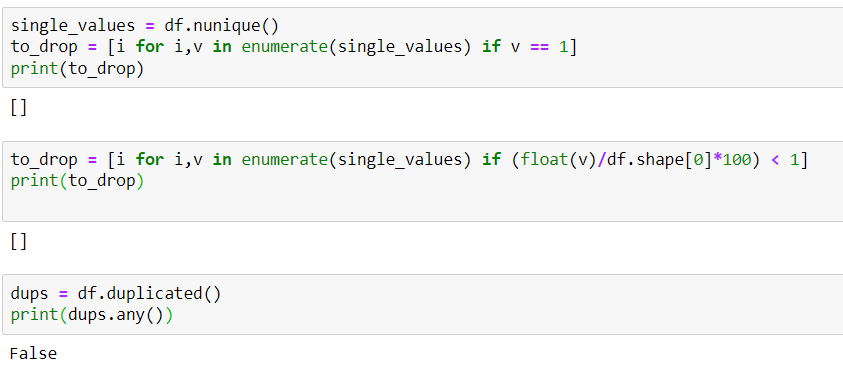 single_values = df.nunique()
to_drop = [i for i,v in enumerate(single_values) if v == 1]
print(to_drop)
[]
to_drop = [i for i,v in enumerate(single_values) if (float(v)/df.shape[0]*100) < 1]
print(to_drop)
[]
dups = df.duplicated()
print(dups.any())
False